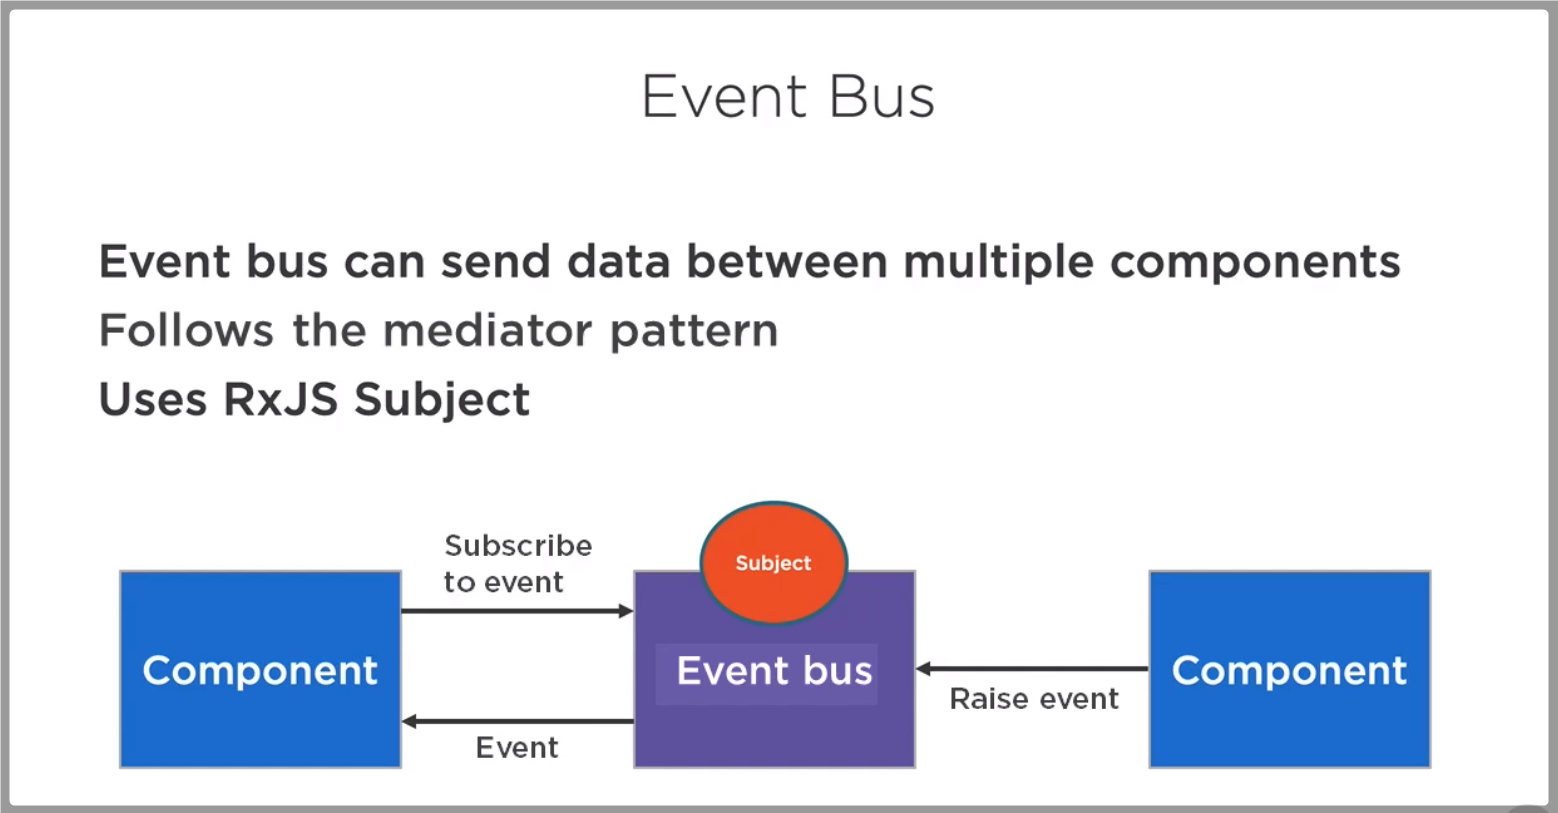 Event Bus
Event bus can send data between multiple components
Follows the mediator pattern
Uses RxJS Subject
Subscribe
to event
Subject
Component
Event bus
Component
Raise event
Event